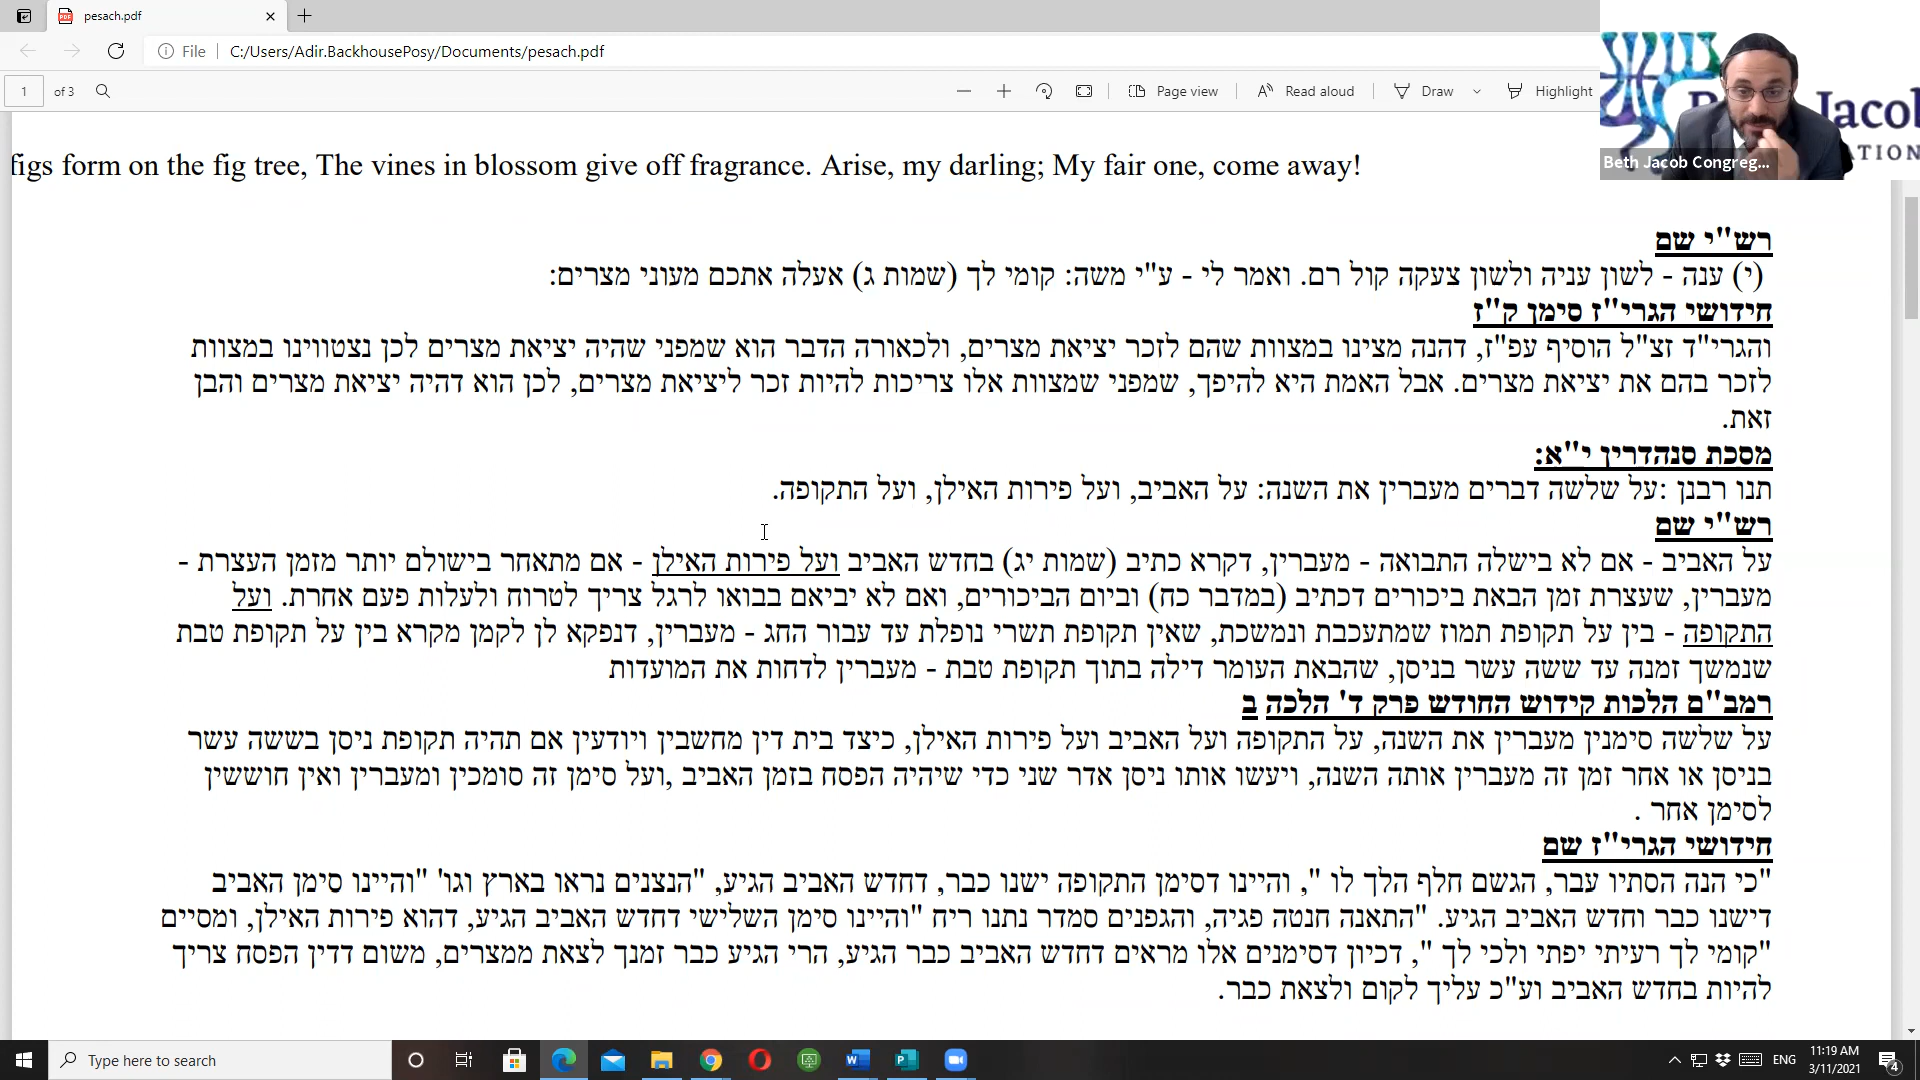 pesach.pdf
File
C:/Users/Adir.BackhousePosy/Documents/pesach.pdf
1 of 3
Page view
Read aloud
Draw
Highlight
Beth Jacob Congreg...
figs form on the fig tree, The vines in blossom give off fragrance. Arise, my darling; My fair one, come away!
רש"י שם
(י) ענה - לשון עניה ולשון צעקה קול רם. ואמר לי - ע"י משה: קומי לך (שמות ג) אעלה אתכם מעוני מצרים:
חידושי הגרי"ז סימן ק"ז
והגרי"ד זצ"ל הוסיף עפ"ז, דהנה מצינו במצוות שהם לזכר יציאת מצרים, ולכאורה הדבר הוא שמפני שהיה יציאת מצרים לכן נצטווינו במצוות
לזכר בהם את יציאת מצרים. אבל האמת היא להיפך, שמפני שמצוות אלו צריכות להיות זכר ליציאת מצרים, לכן הוא דהיה יציאת מצרים והבן
זאת.
מסכת סנהדרין י"א:
תנו רבנן :על שלשה דברים מעברין את השנה: על האביב, ועל פירות האילן, ועל התקופה.
רש"י שם
על האביב - אם לא בישלה התבואה - מעברין, דקרא כתיב (שמות יג) בחדש האביב ועל פירות האילן - אם מתאחר בישולם יותר מזמן העצרת -
מעברין, שעצרת זמן הבאת ביכורים דכתיב (במדבר כח) וביום הביכורים, ואם לא יביאם בבואו לרגל צריך לטרוח ולעלות פעם אחרת. ועל
התקופה - בין על תקופת תמוז שמתעכבת ונמשכת, שאין תקופת תשרי נופלת עד עבור החג - מעברין, דנפקא לן לקמן מקרא בין על תקופת טבת
שנמשך זמנה עד ששה עשר בניסן, שהבאת העומר דילה בתוך תקופת טבת - מעברין לדחות את המועדות
רמב"ם הלכות קידוש החודש פרק ד' הלכה ב
על שלשה סימנין מעברין את השנה, על התקופה ועל האביב ועל פירות האילן, כיצד בית דין מחשבין ויודעין אם תהיה תקופת ניסן בששה עשר
בניסן או אחר זמן זה מעברין אותה השנה, ויעשו אותו ניסן אדר שני כדי שיהיה הפסח בזמן האביב ,ועל סימן זה סומכין ומעברין ואין חוששין
לסימן אחר .
חידושי הגרי"ז שם
"כי הנה הסתיו עבר, הגשם חלף הלך לו ", והיינו דסימן התקופה ישנו כבר, דחדש האביב הגיע, "הנצנים נראו בארץ וגו' "והיינו סימן האביב
דישנו כבר וחדש האביב הגיע. "התאנה חנטה פגיה, והגפנים סמדר נתנו ריח "והיינו סימן השלישי דחדש האביב הגיע, דהוא פירות האילן, ומסיים
"קומי לך רעיתי יפתי ולכי לך ", דכיון דסימנים אלו מראים דחדש האביב כבר הגיע, הרי הגיע כבר זמנך לצאת ממצרים, משום דדין הפסח צריך
להיות בחדש האביב וע"כ עליך לקום ולצאת כבר.
Type here to search
ENG
11:19 AM
3/11/2021
4